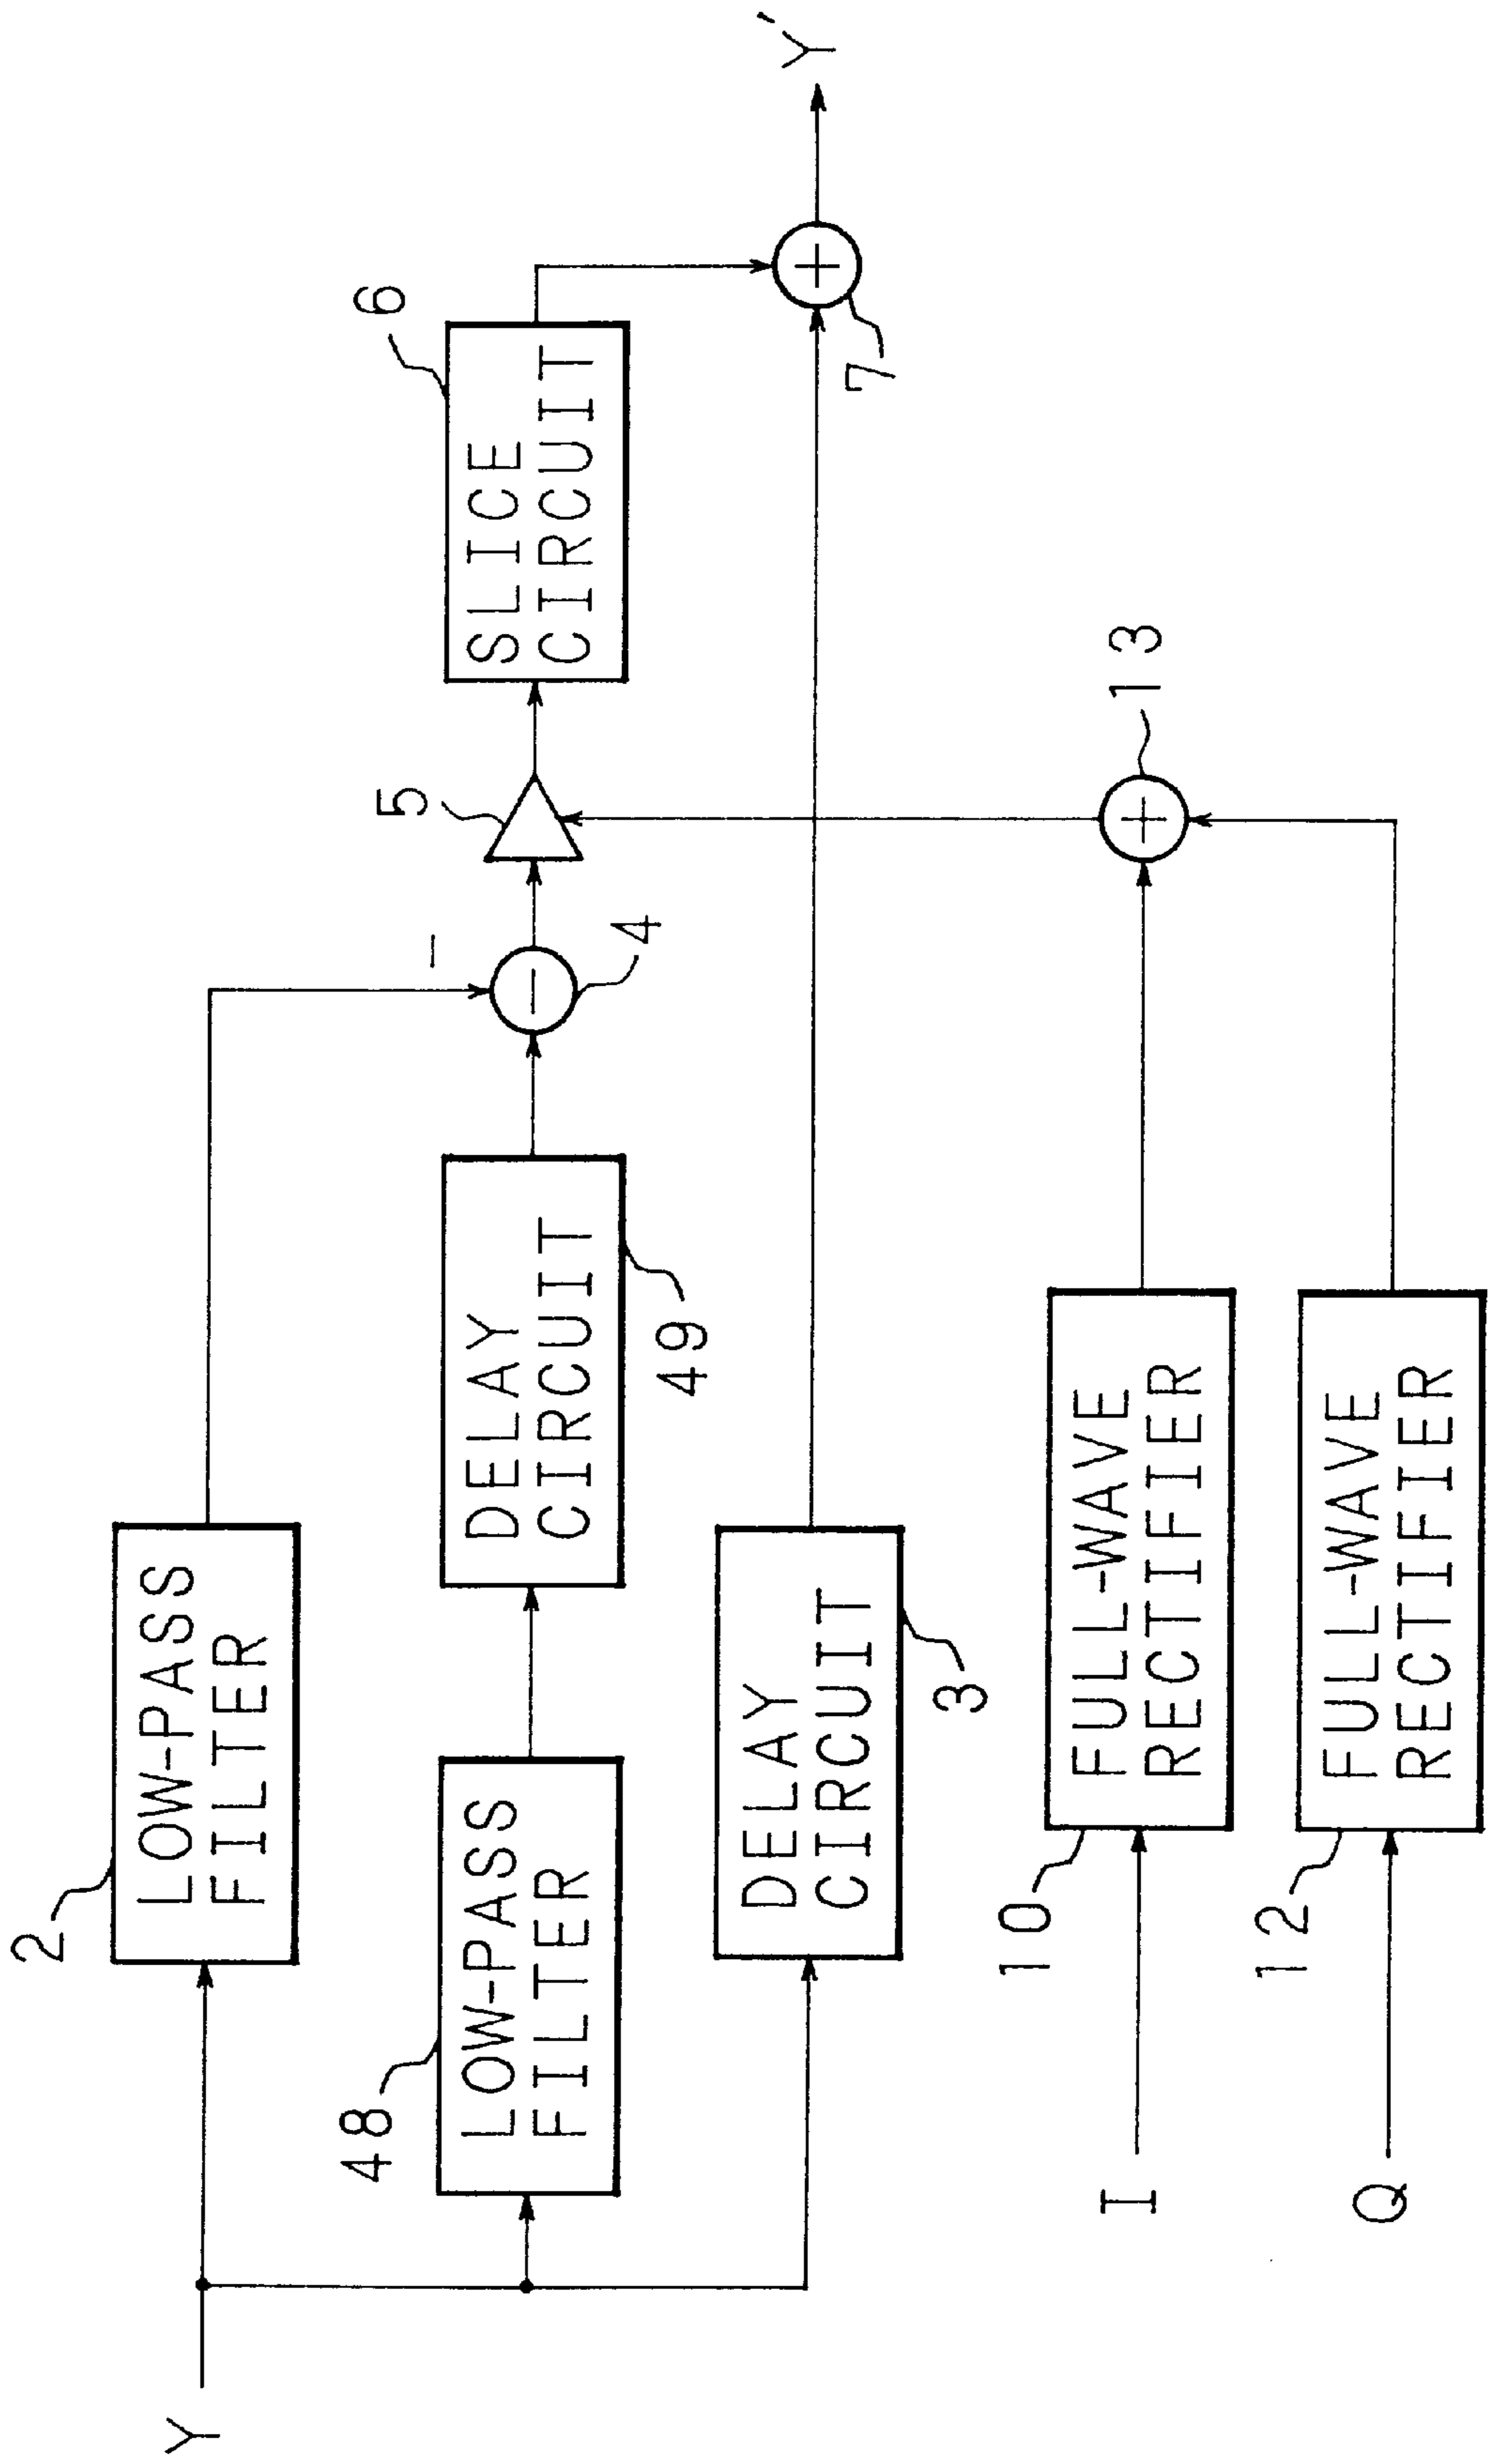 Y
2
LOW-PASS
FILTER
48
LOW-PASS
FILTER
DELAY
CIRCUIT
49
DELAY
CIRCUIT
3
−
4
5
SLICE
CIRCUIT
6
7
Y'
I
10
FULL-WAVE
RECTIFIER
Q
12
FULL-WAVE
RECTIFIER
13